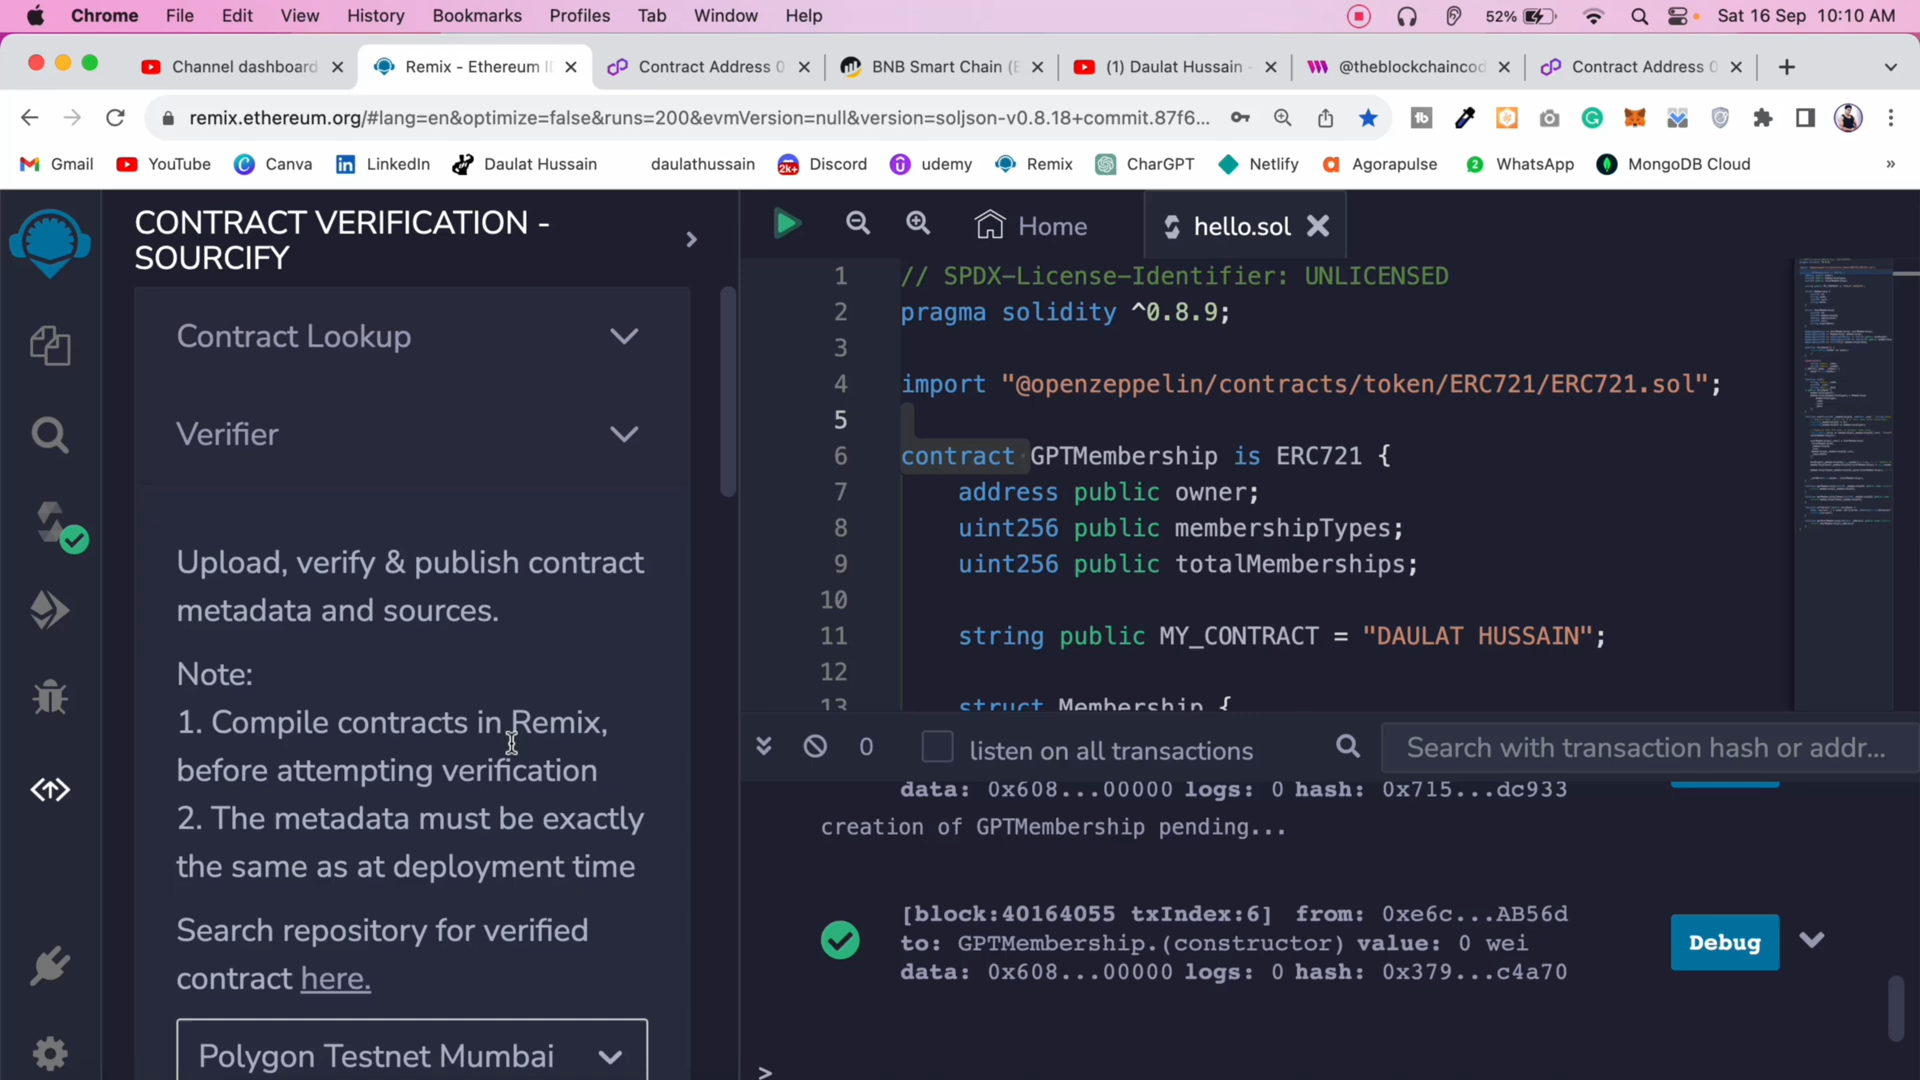 Chrome File Edit View History Bookmarks Profiles Tab Window Help 52% Sat 16 Sep 10:10 AM
Channel dashboard Remix - Ethereum I Contract Address 0 BNB Smart Chain (B (1) Daulat Hussain - @theblockchaincod Contract Address 0
remix.ethereum.org/#lang=en&optimize=false&runs=200&evmVersion=null&version=soljson-v0.8.18+commit.87f6...
Gmail YouTube Canva LinkedIn Daulat Hussain daulathussain Discord udemy Remix CharGPT Netlify Agorapulse WhatsApp MongoDB Cloud »
CONTRACT VERIFICATION -
SOURCIFY
Contract Lookup
Verifier
Upload, verify & publish contract
metadata and sources.
Note:
1. Compile contracts in Remix,
before attempting verification
2. The metadata must be exactly
the same as at deployment time
Search repository for verified
contract here.
Polygon Testnet Mumbai
Home hello.sol
1 // SPDX-License-Identifier: UNLICENSED
2 pragma solidity ^0.8.9;
3
4 import "@openzeppelin/contracts/token/ERC721/ERC721.sol";
5
6 contract GPTMembership is ERC721 {
7 address public owner;
8 uint256 public membershipTypes;
9 uint256 public totalMemberships;
10
11 string public MY_CONTRACT = "DAULAT HUSSAIN";
12
13 struct Membership {
0 listen on all transactions Search with transaction hash or addr...
data: 0x608...00000 logs: 0 hash: 0x715...dc933
creation of GPTMembership pending...
[block:40164055 txIndex:6] from: 0xe6c...AB56d
to: GPTMembership.(constructor) value: 0 wei
data: 0x608...00000 logs: 0 hash: 0x379...c4a70
Debug
>